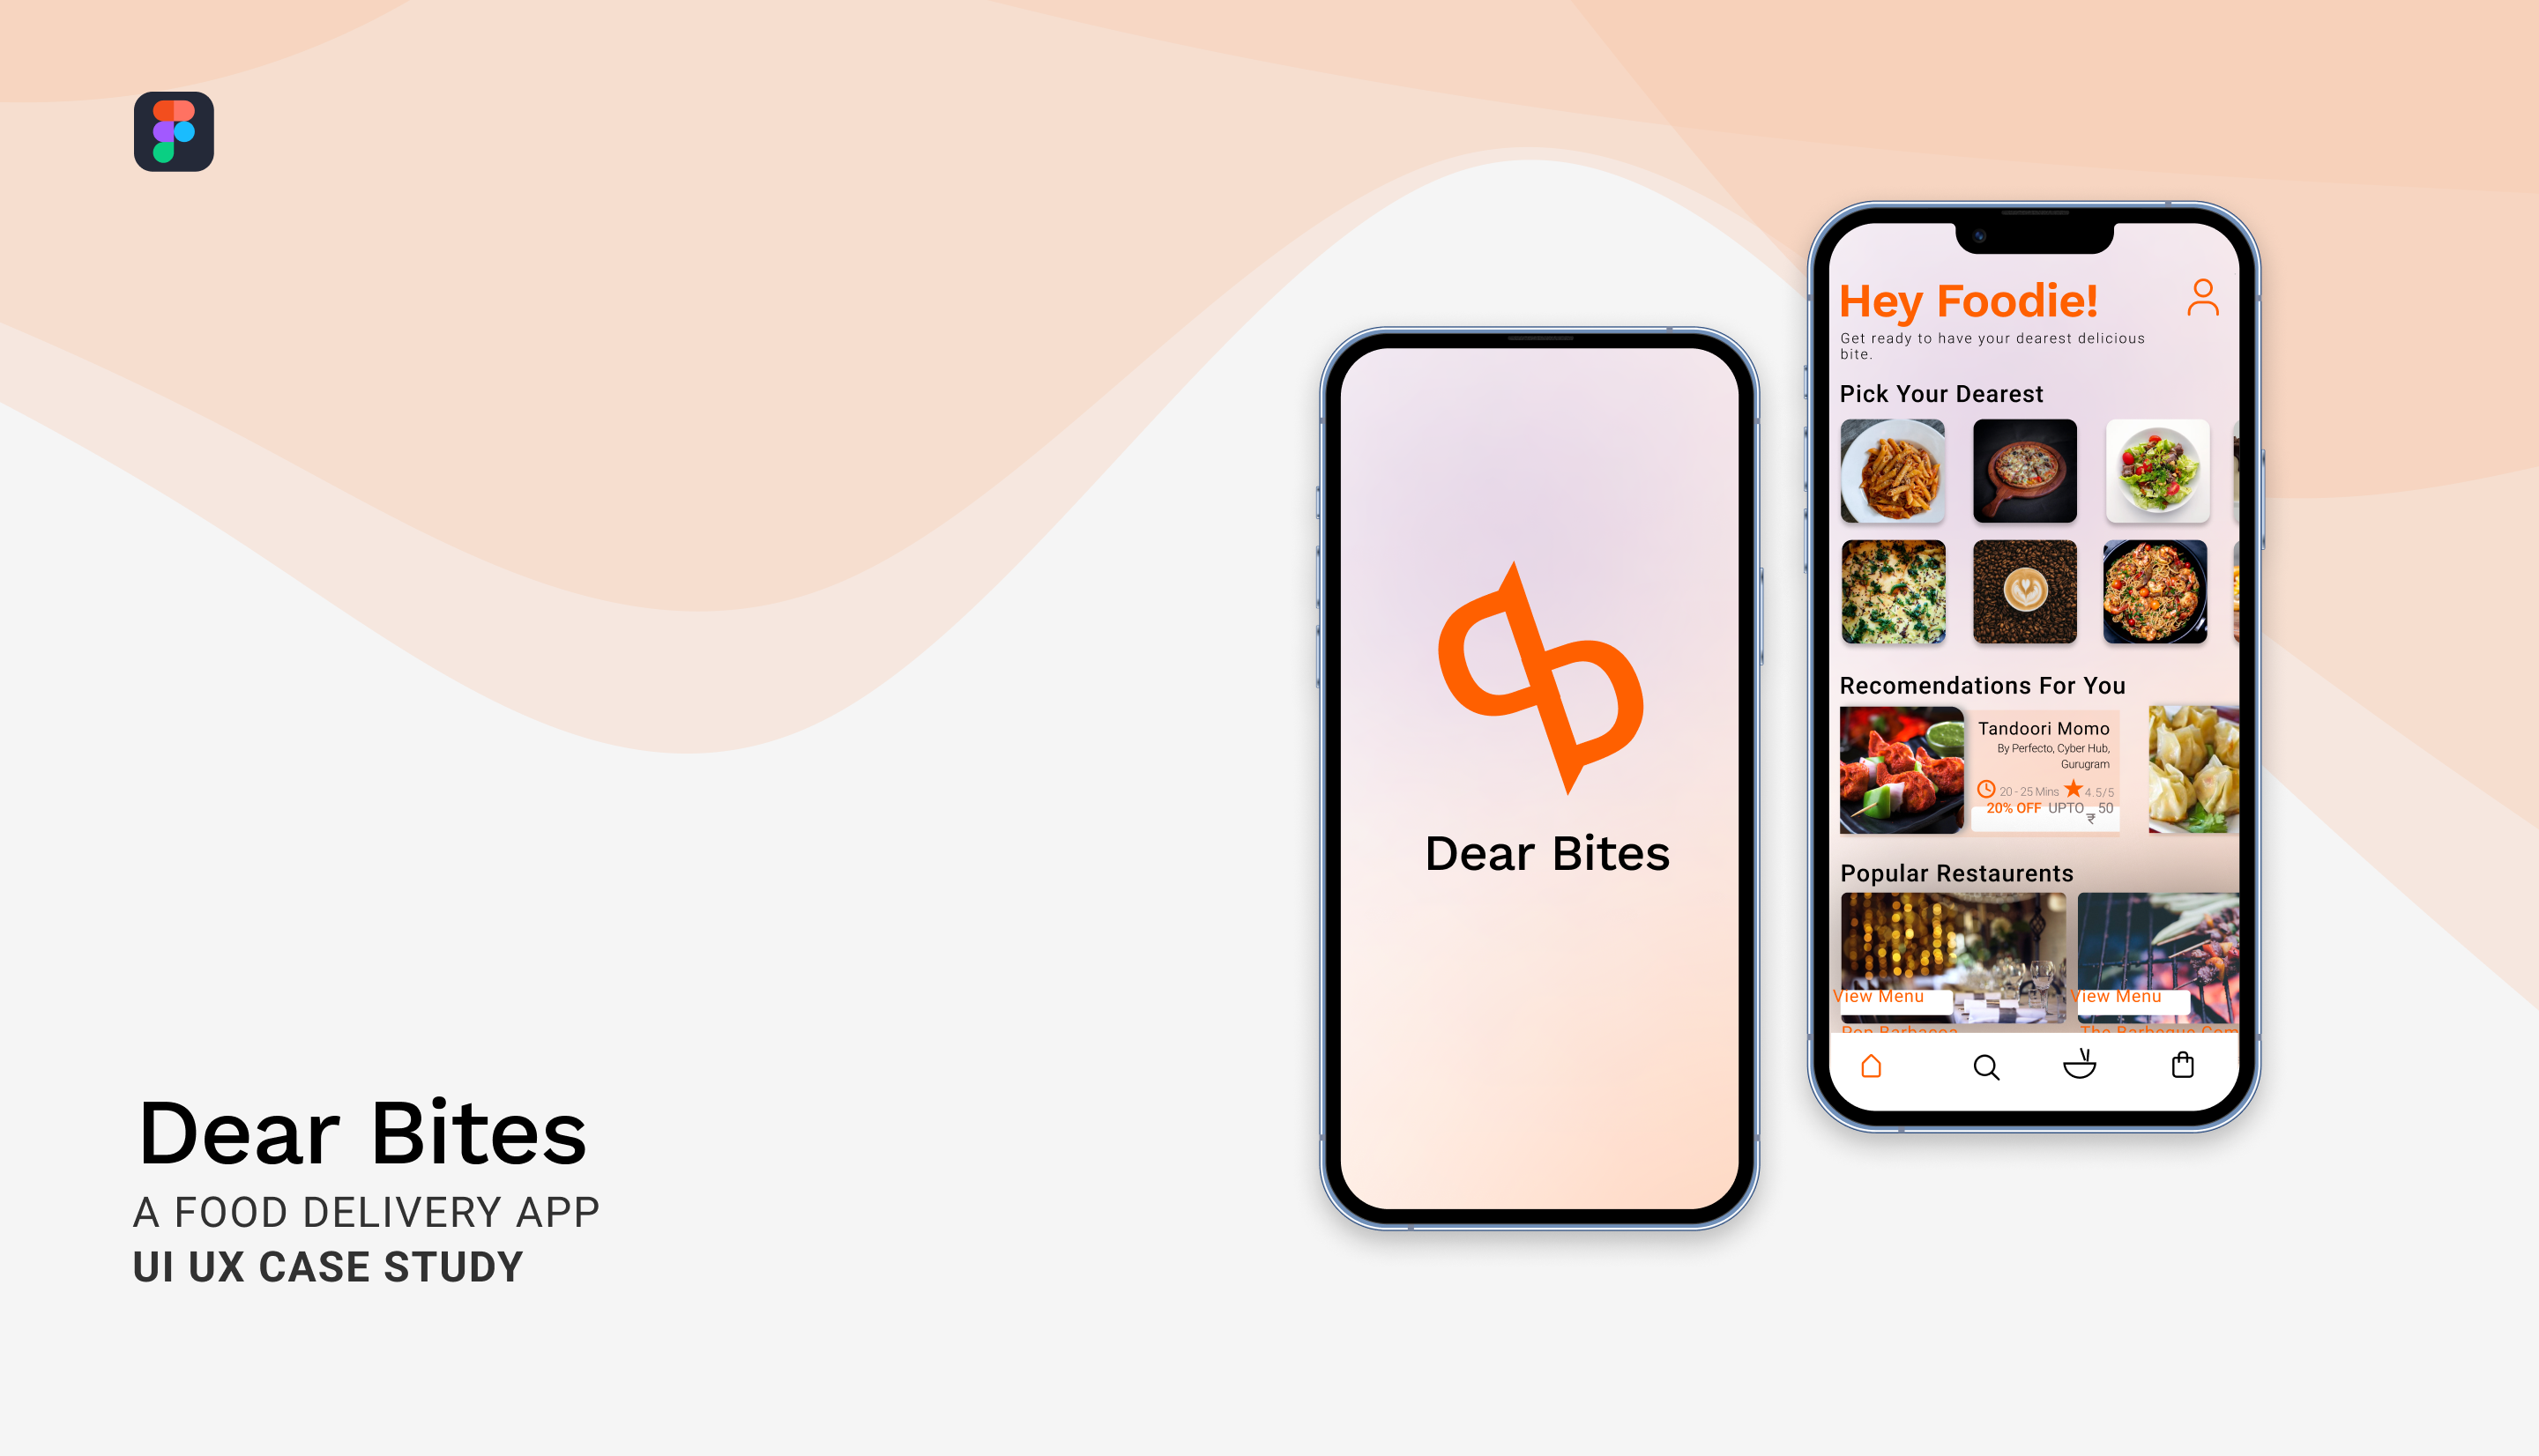 Dear Bites
A FOOD DELIVERY APP
UI UX CASE STUDY
Dear Bites
Hey Foodie!
Get ready to have your dearest delicious
bite.
Pick Your Dearest
Recomendations For You
Tandoori Momo
By Perfecto, Cyber Hub,
Gurugram
20 - 25 Mins 4.5/5
20% OFF UPTO 50
₹
Popular Restaurents
View Menu View Menu
The Barbeque